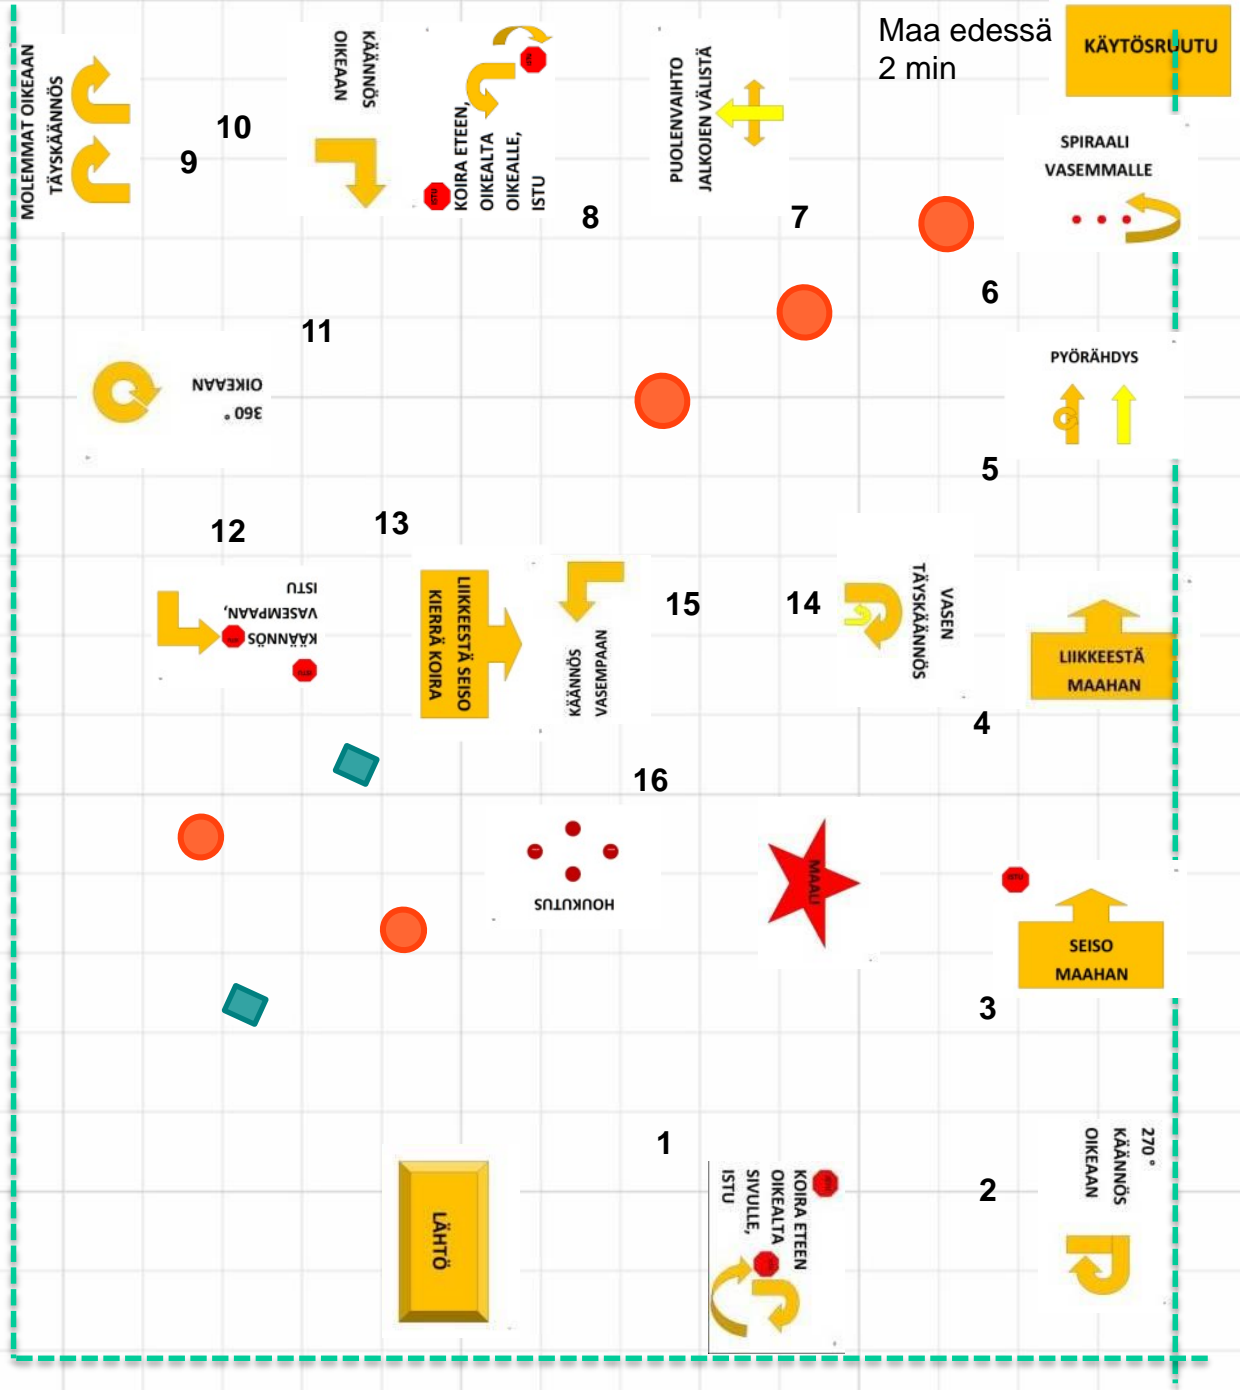 Maa edessä
2 min
KÄYTÖSRUUTU
MOLEMMAT OIKEAAN
TÄYSKÄÄNNÖS
KÄÄNNÖS
OIKEAAN
KOIRA ETEEN,
OIKEALTA
OIKEALLE,
ISTU
PUOLENVAIHTO
JALKOJEN VÄLISTÄ
SPIRAALI
VASEMMALLE
10
9
8
7
6
11
360°
OIKEAAN
PYÖRÄHDYS
5
12
13
KÄÄNNÖS
VASEMPAAN,
ISTU
LIIKKEESTÄ SEISO
KIERRÄ KOIRA
KÄÄNNÖS
VASEMPAAN
15
14
VASEN
TÄYSKÄÄNNÖS
LIIKKEESTÄ
MAAHAN
4
16
HOUKUTUS
MAALI
SEISO
MAAHAN
3
1
KOIRA ETEEN
OIKEALTA
SIVULLE,
ISTU
2
270°
KÄÄNNÖS
OIKEAAN
LÄHTÖ